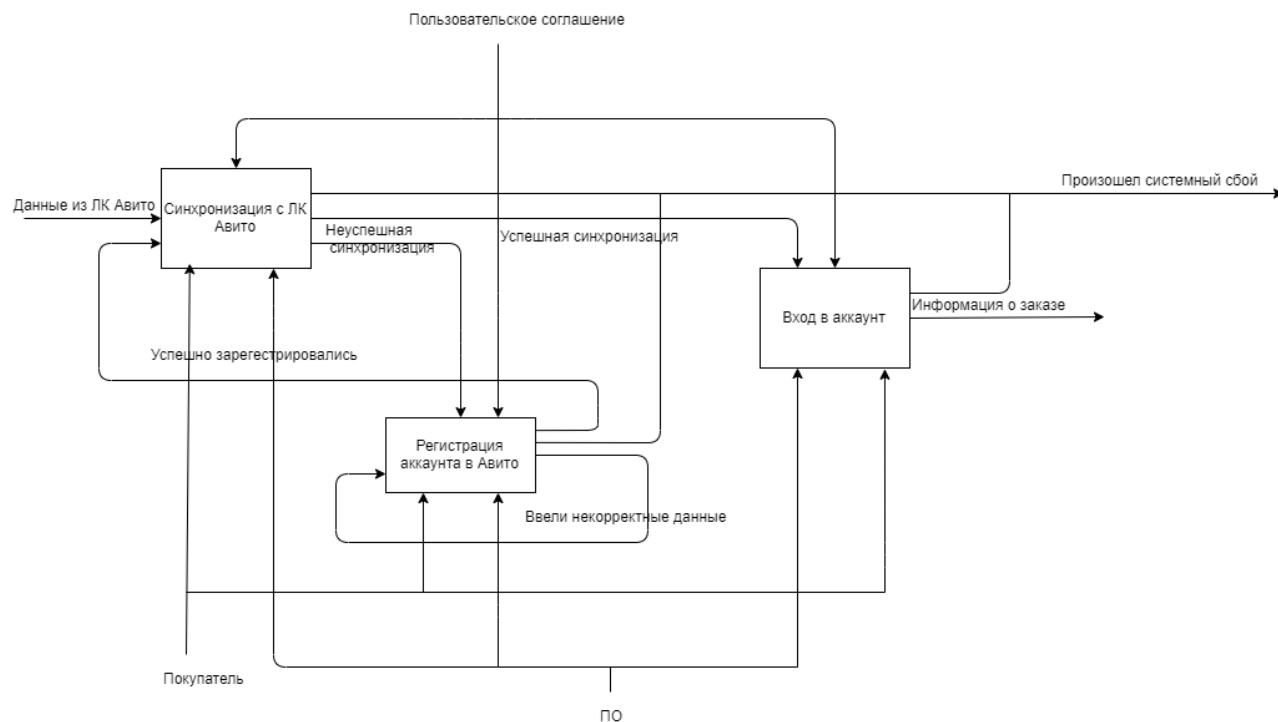 Пользовательское соглашение
Произошел системный сбой
Данные из ЛК Авито
Синхронизация с ЛК
Авито
Неуспешная
синхронизация
Успешная синхронизация
Информация о заказе
Вход в аккаунт
Успешно зарегестрировались
Регистрация
аккаунта в Авито
Ввели некорректные данные
Покупатель
ПО